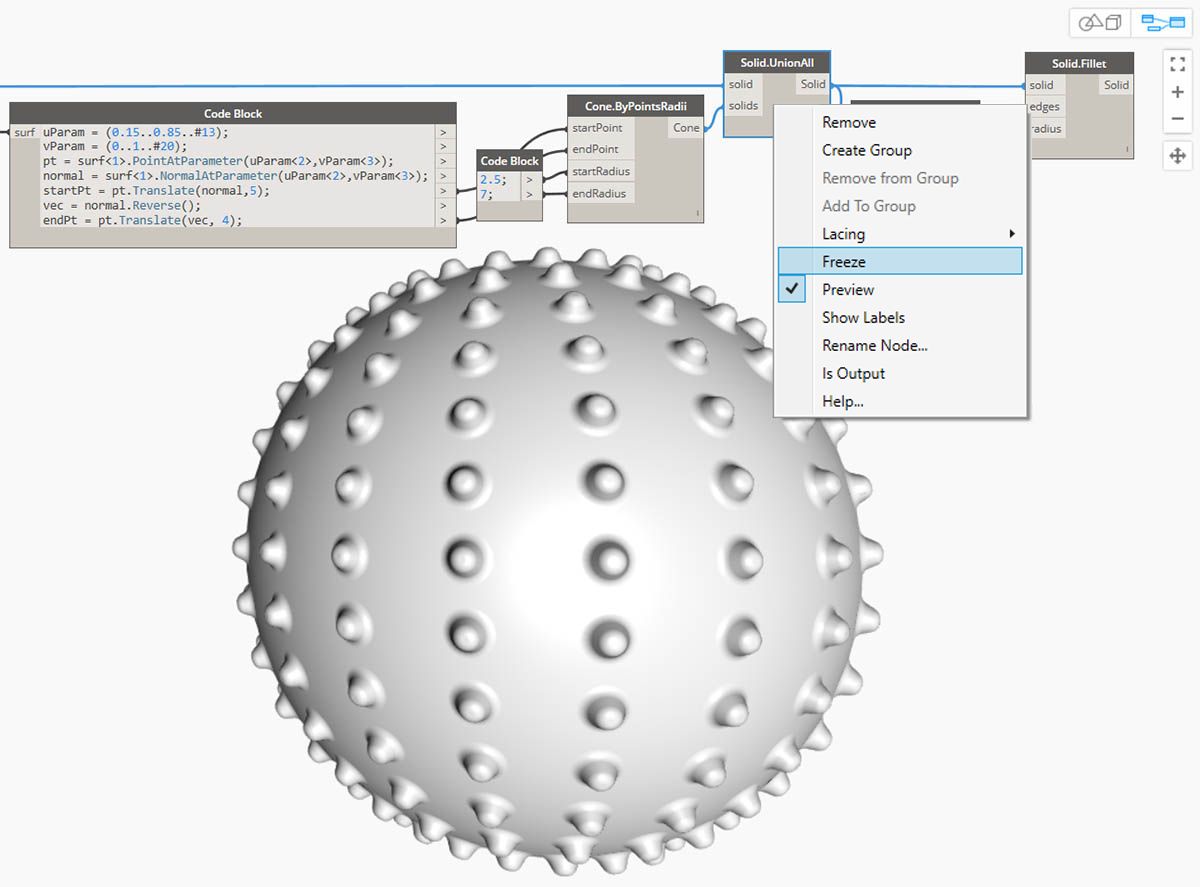 Code Block
surf
uParam = (0.15..0.85..#13);
>
vParam = (0..1..#20);
>
pt = surf<1>.PointAtParameter(uParam<2>,vParam<3>);
>
normal = surf<1>.NormalAtParameter(uParam<2>,vParam<3>);
>
startPt = pt.Translate(normal,5);
>
vec = normal.Reverse();
>
endPt = pt.Translate(vec, 4);
>
Code Block
2.5;
>
7;
>
Cone.ByPointsRadii
startPoint
Cone
endPoint
startRadius
endRadius
Solid.UnionAll
solid
Solid
solids
Solid.Fillet
solid
Solid
edges
radius
Remove
Create Group
Remove from Group
Add To Group
Lacing
Freeze
Preview
Show Labels
Rename Node...
Is Output
Help...